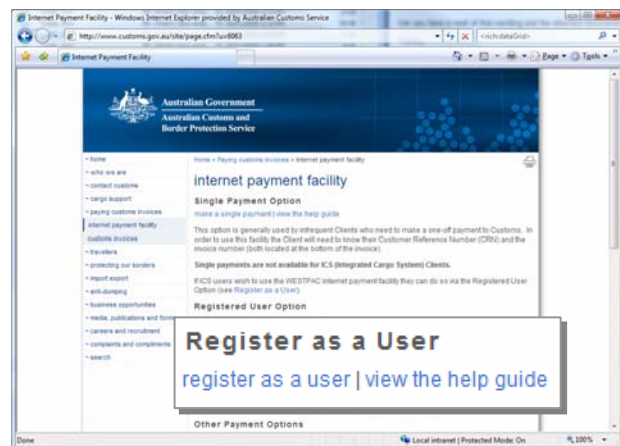 Internet Payment Facility - Windows Internet Explorer provided by Australian Customs Service
http://www.customs.gov.au/site/page.cfm?u=6063
<rich:dataGrid>
Internet Payment Facility
Page
Tools
Australian Government
Australian Customs and
Border Protection Service
home
who we are
contact customs
cargo support
paying customs invoices
internet payment facility
customs invoices
travellers
protecting our borders
import export
anti-dumping
business opportunities
media, publications and forms
careers and recruitment
complaints and compliments
search
Home > Paying customs invoices > Internet payment facility
internet payment facility
Single Payment Option
make a single payment | view the help guide
This option is generally used by infrequent Clients who need to make a one-off payment to Customs. In
order to use this facility the Client will need to know their Customer Reference Number (CRN) and the
invoice number (both located at the bottom of the invoice)
Single payments are not available for ICS (Integrated Cargo System) Clients.
If ICS users wish to use the WESTPAC internet payment facility they can do so via the Registered User
Option (see Register as a User)
Registered User Option
Register as a User
register as a user | view the help guide
Other Payment Options
Done
Local intranet | Protected Mode: On
100%